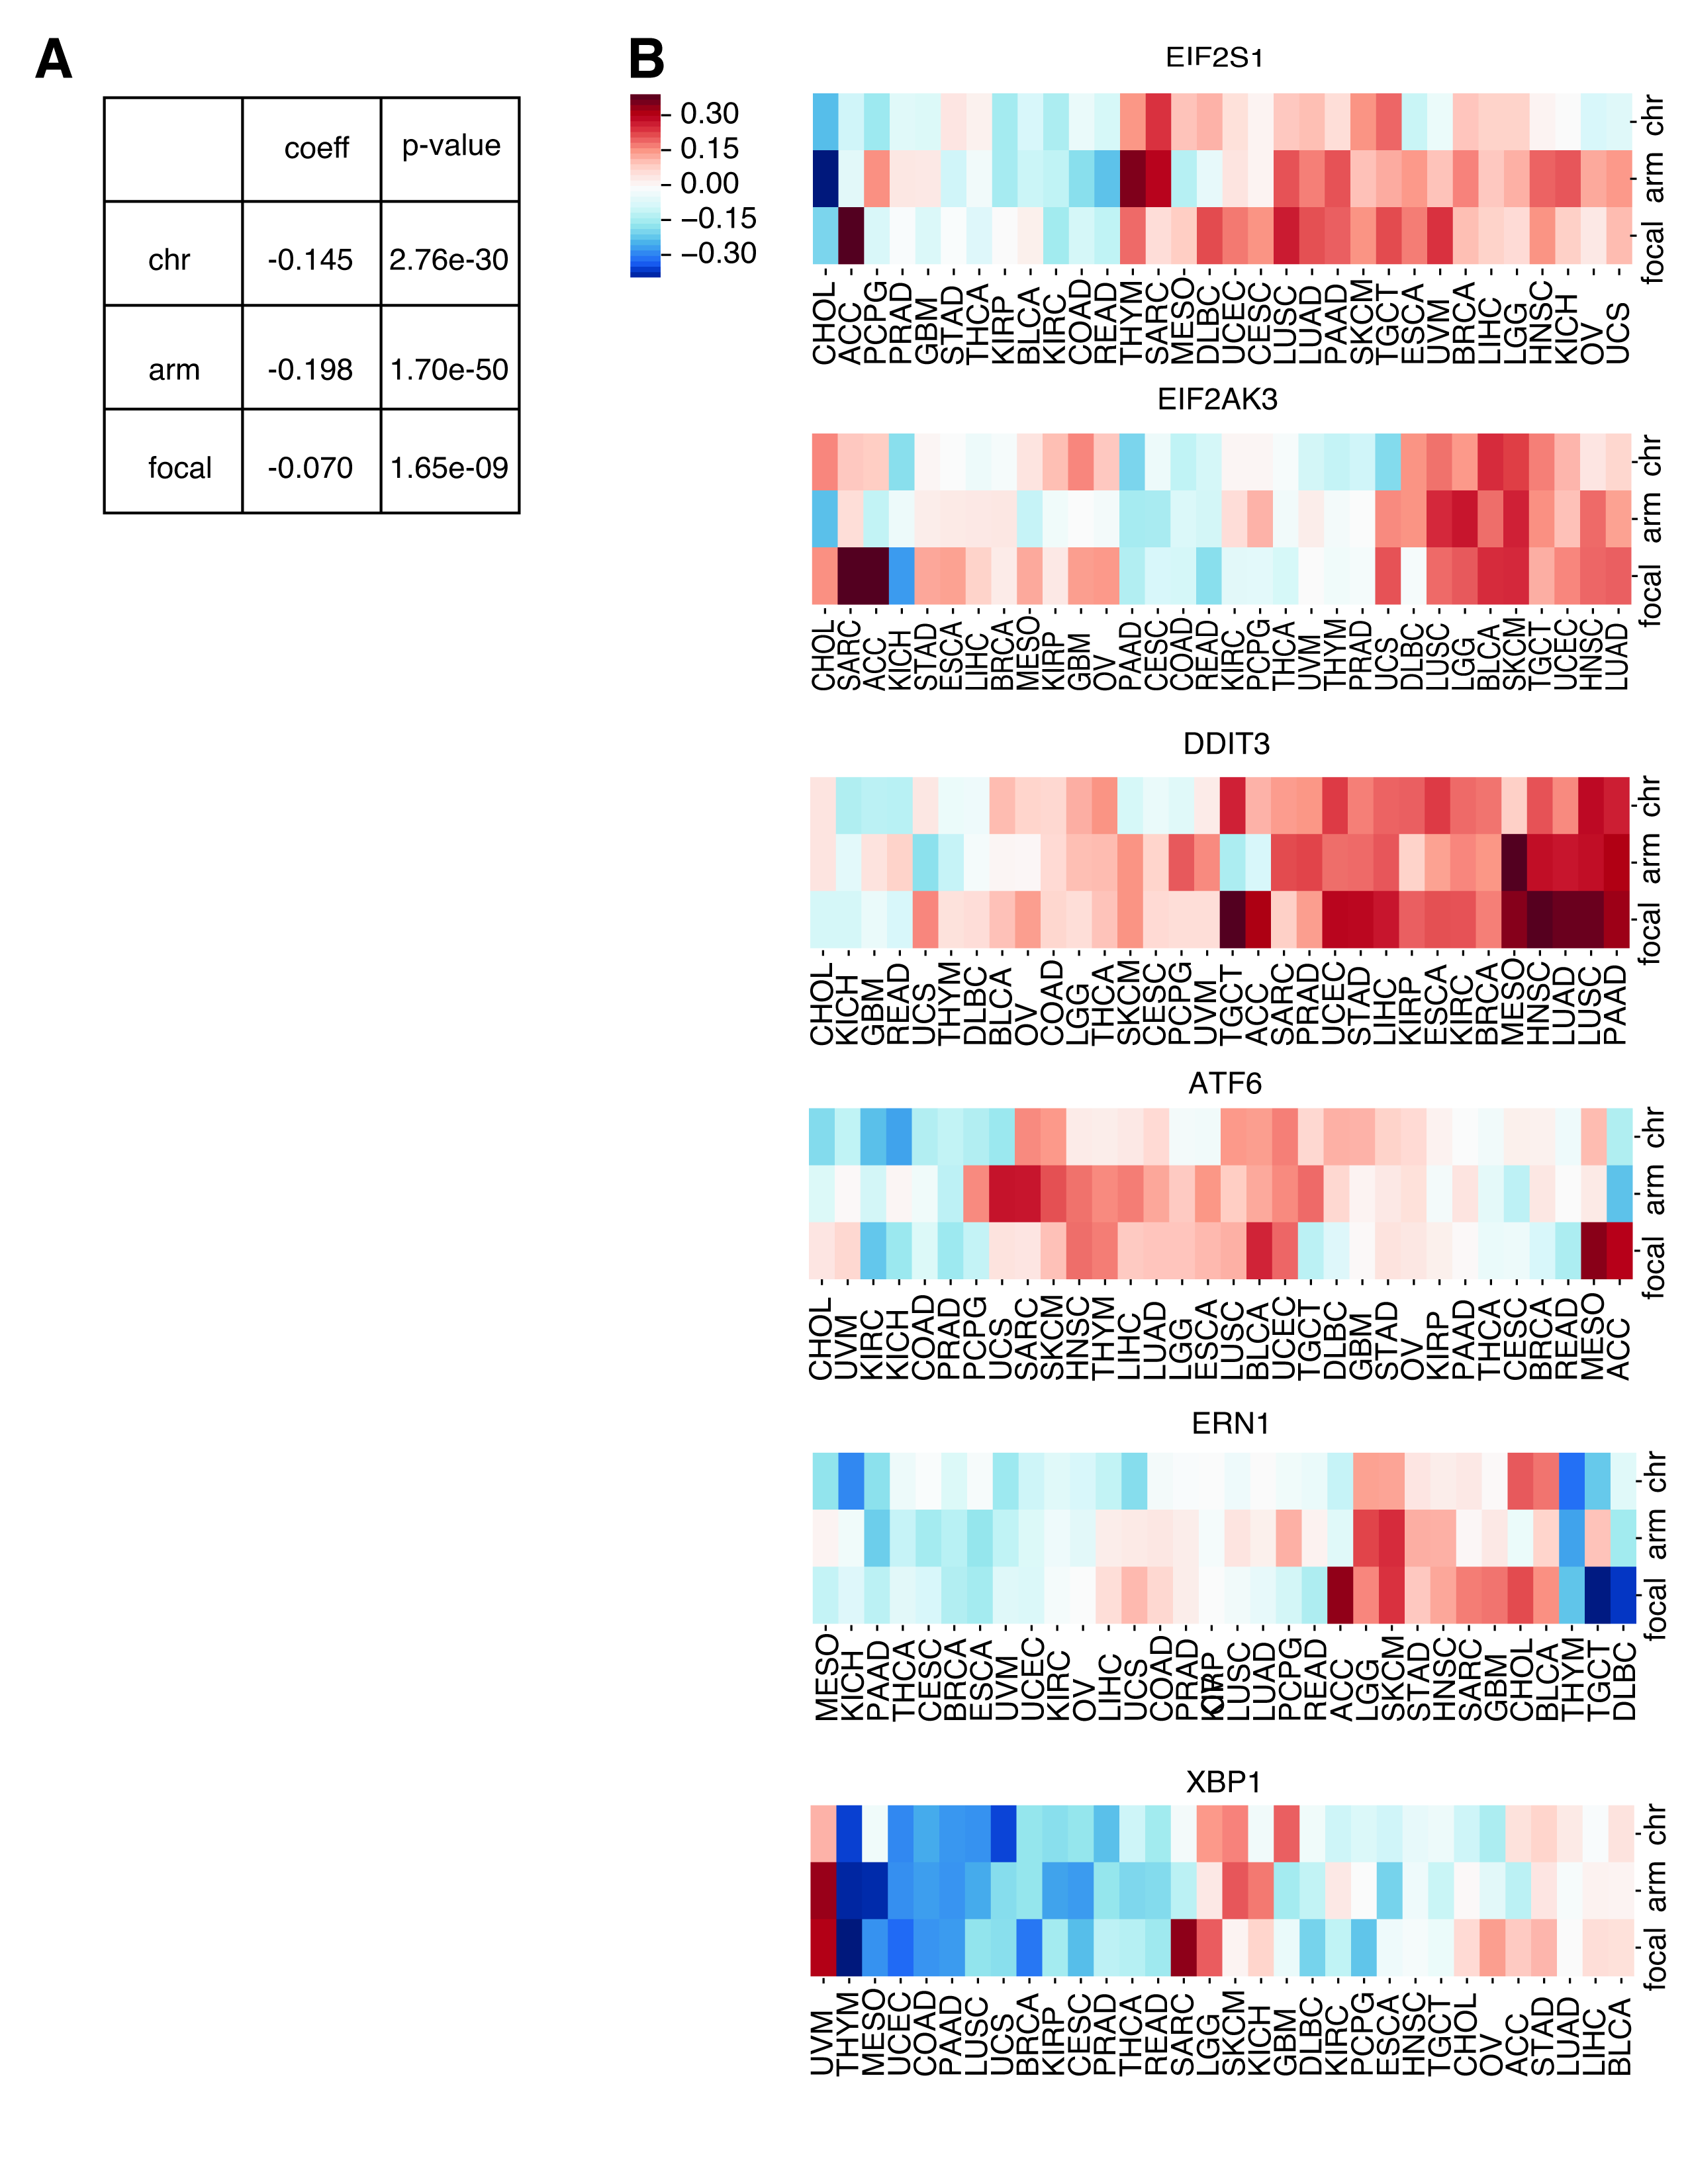 A
coeff p-value
chr -0.145 2.76e-30
arm -0.198 1.70e-50
focal -0.070 1.65e-09
B
0.30
0.15
0.00
−0.15
−0.30
EIF2S1
chr
arm
focal
CHOL ACC PCPG PRAD GBM STAD THCA KIRP BLCA KIRC COAD READ THYM SARC MESO DLBC UCEC CESC LUSC LUAD PAAD SKCM TGCT ESCA UVM BRCA LIHC LGG HNSC KICH OV UCS
EIF2AK3
chr
arm
focal
CHOL SARC ACC KICH STAD ESCA LIHC BRCA MESO KIRP GBM OV PAAD CESC COAD READ KIRC PCPG THCA UVM THYM PRAD UCS DLBC LUSC LGG BLCA SKCM TGCT UCEC HNSC LUAD
DDIT3
chr
arm
focal
CHOL KICH GBM READ UCS THYM DLBC BLCA OV COAD LGG THCA SKCM CESC PCPG UVM TGCT ACC SARC PRAD UCEC STAD LIHC KIRP ESCA KIRC BRCA MESO HNSC LUAD LUSC PAAD
ATF6
chr
arm
focal
CHOL UVM KIRC KICH COAD PRAD PCPG UCS SARC SKCM HNSC THYM LIHC LUAD LGG ESCA LUSC BLCA UCEC TGCT DLBC GBM STAD OV KIRP PAAD THCA CESC BRCA READ MESO ACC
ERN1
chr
arm
focal
MESO KICH PAAD THCA CESC BRCA ESCA UVM UCEC KIRC OV LIHC UCS COAD PRAD LUSC LUAD PCPG READ ACC LGG SKCM STAD HNSC SARC GBM CHOL BLCA THYM TGCT DLBC
XBP1
chr
arm
focal
UVM THYM MESO UCEC COAD PAAD LUSC UCS BRCA KIRP CESC PRAD THCA READ SARC LGG SKCM KICH GBM DLBC KIRC PCPG ESCA HNSC TGCT CHOL OV ACC STAD LUAD LIHC BLCA